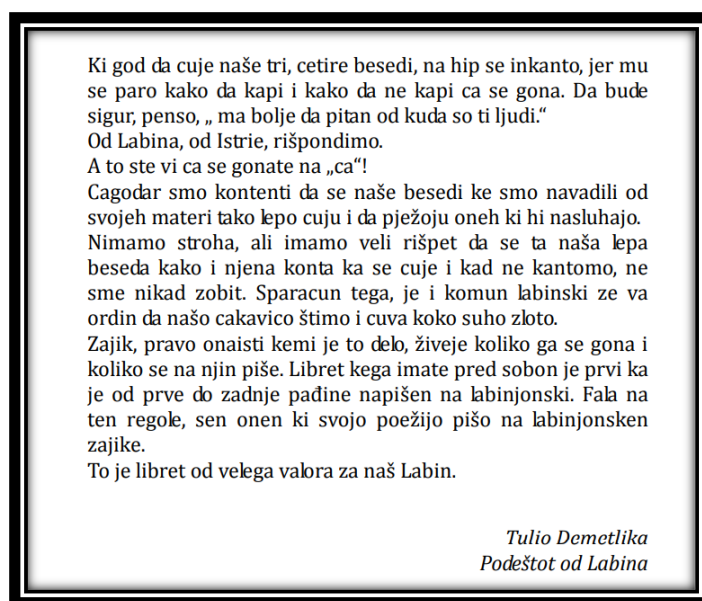 Ki god da cuje naše tri, cetire besedi, na hip se inkanto, jer mu
se paro kako da kapi i kako da ne kapi ca se gona. Da bude
sigur, penso, „ ma bolje da pitan od kuda so ti ljudi.“
Od Labina, od Istrie, rišpondimo.
A to ste vi ca se gonate na „ca“!
Cagodar smo kontenti da se naše besedi ke smo navadili od
svojeh materi tako lepo cuju i da pježoju oneh ki hi nasluhajo.
Nimamo stroha, ali imamo veli rišpet da se ta naša lepa
beseda kako i njena konta ka se cuje i kad ne kantomo, ne
sme nikad zobit. Sparacun tega, je i komun labinski ze va
ordin da našo cakavico štimo i cuva koko suho zloto.
Zajik, pravo onaisti kemi je to delo, živeje koliko ga se gona i
koliko se na njin piše. Libret kega imate pred sobon je prvi ka
je od prve do zadnje pađine napišen na labinjonski. Fala na
ten regole, sen onen ki svojo poežijo pišo na labinjonsken
zajike.
To je libret od velega valora za naš Labin.
Tulio Demetlika
Podeštot od Labina